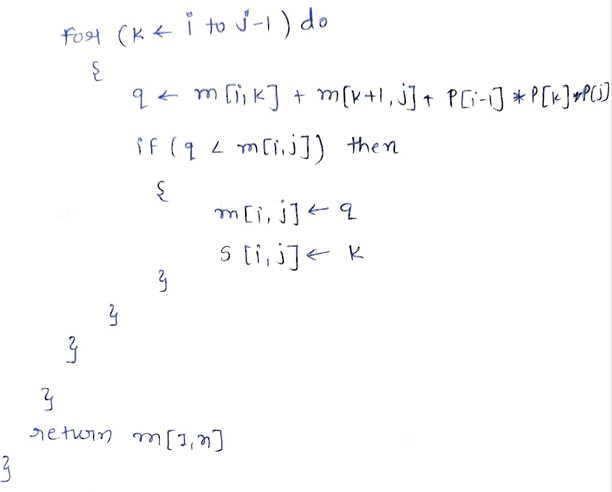 for (k ← i to j-1) do
{
q ← m[i,k] + m[k+1,j] + P[i-1] * P[k] * P[j]
if (q < m[i,j]) then
{
m[i,j] ← q
s[i,j] ← k
}
}
}
}
return m[1,n]
}